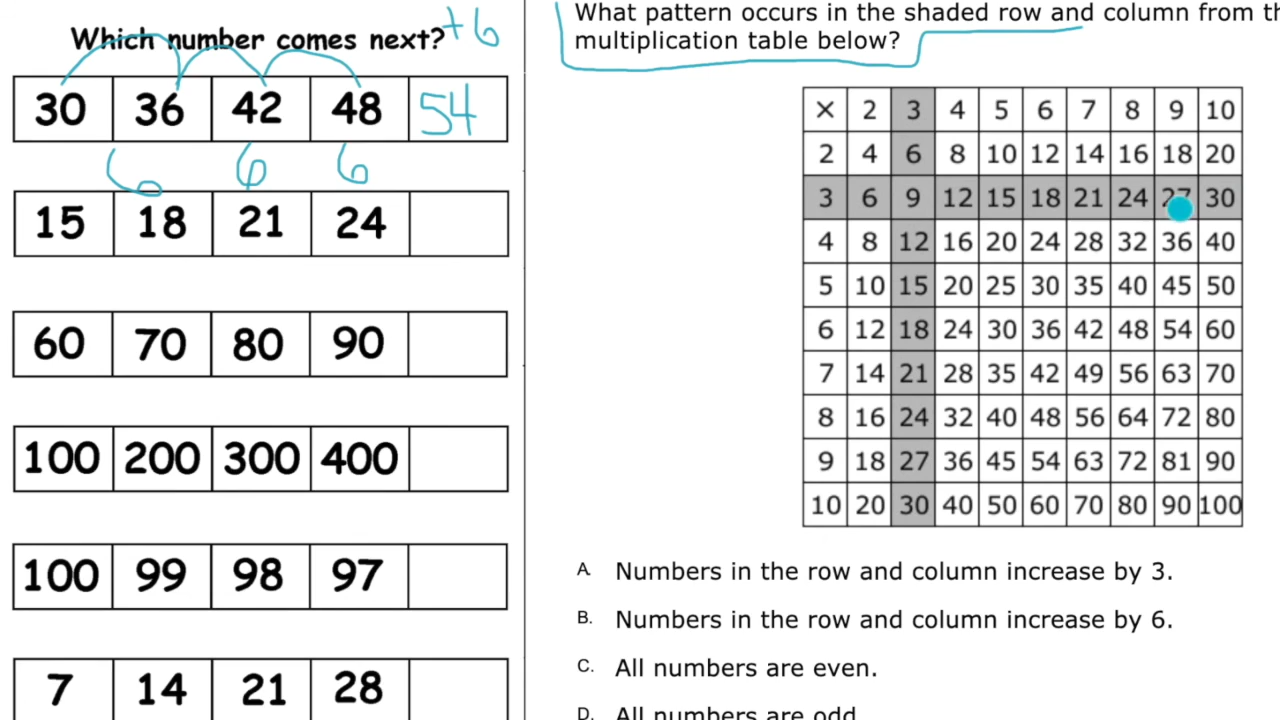 Which number comes next? +6
30 36 42 48 54
6 6 6
15 18 21 24
60 70 80 90
100 200 300 400
100 99 98 97
7 14 21 28
What pattern occurs in the shaded row and column from th
multiplication table below?
× 2 3 4 5 6 7 8 9 10
2 4 6 8 10 12 14 16 18 20
3 6 9 12 15 18 21 24 27 30
4 8 12 16 20 24 28 32 36 40
5 10 15 20 25 30 35 40 45 50
6 12 18 24 30 36 42 48 54 60
7 14 21 28 35 42 49 56 63 70
8 16 24 32 40 48 56 64 72 80
9 18 27 36 45 54 63 72 81 90
10 20 30 40 50 60 70 80 90 100
A. Numbers in the row and column increase by 3.
B. Numbers in the row and column increase by 6.
C. All numbers are even.
D. All numbers are odd